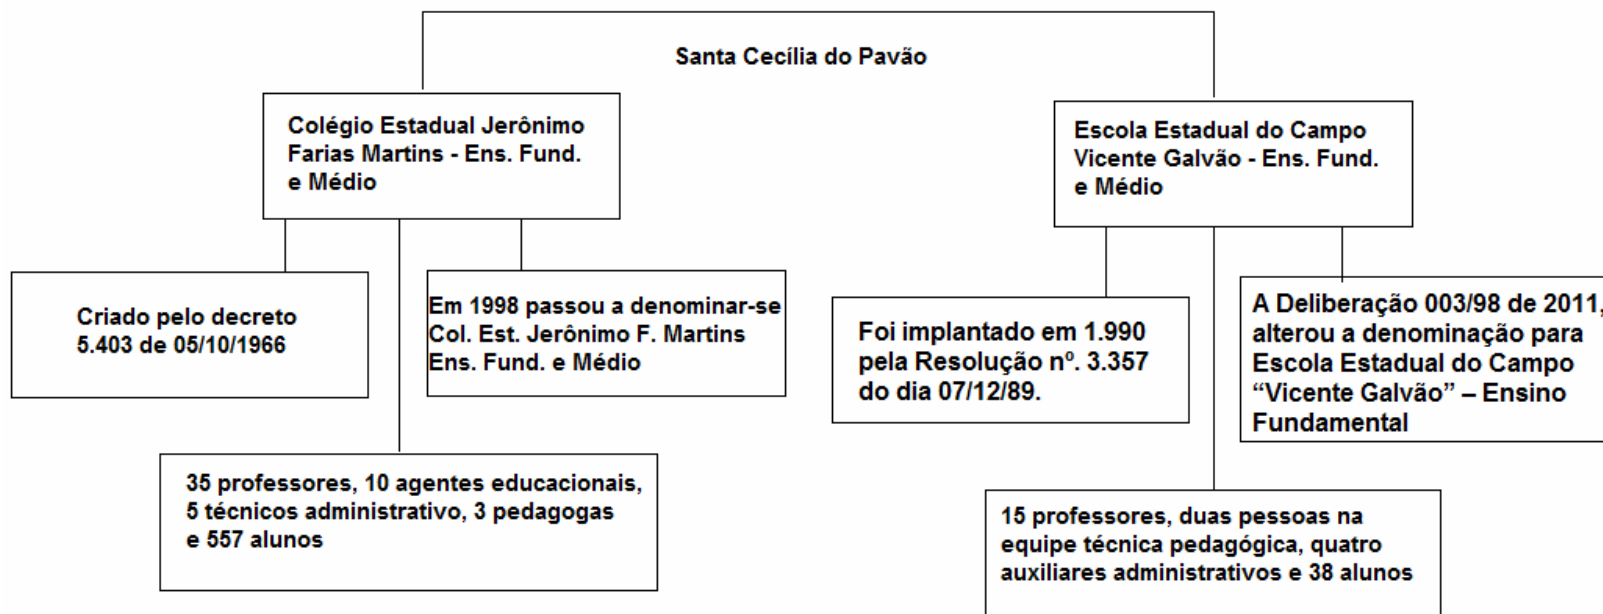 Santa Cecília do Pavão
Colégio Estadual Jerônimo
Farias Martins - Ens. Fund.
e Médio
Escola Estadual do Campo
Vicente Galvão - Ens. Fund.
e Médio
Criado pelo decreto
5.403 de 05/10/1966
Em 1998 passou a denominar-se
Col. Est. Jerônimo F. Martins
Ens. Fund. e Médio
Foi implantado em 1.990
pela Resolução nº. 3.357
do dia 07/12/89.
A Deliberação 003/98 de 2011,
alterou a denominação para
Escola Estadual do Campo
“Vicente Galvão” – Ensino
Fundamental
35 professores, 10 agentes educacionais,
5 técnicos administrativo, 3 pedagogas
e 557 alunos
15 professores, duas pessoas na
equipe técnica pedagógica, quatro
auxiliares administrativos e 38 alunos